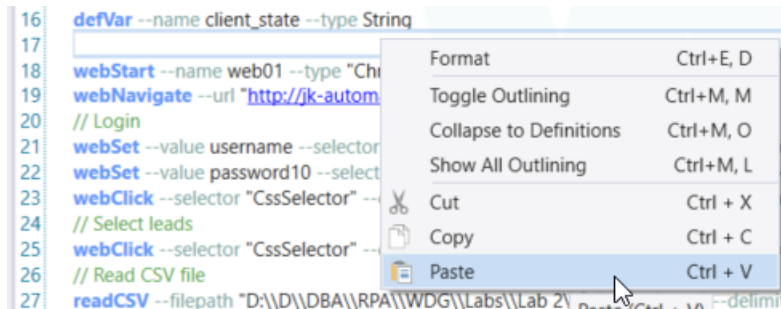 16 defVar --name client_state --type String
17
18 webStart --name web01 --type "Chr
19 webNavigate --url "http://jk-autom
20 // Login
21 webSet --value username --selector
22 webSet --value password10 --select
23 webClick --selector "CssSelector" --
24 // Select leads
25 webClick --selector "CssSelector" --
26 // Read CSV file
27 readCSV --filepath "D:\\D\\DBA\\RPA\\WDG\\Labs\\Lab 2\ --delimi
Format Ctrl+E, D
Toggle Outlining Ctrl+M, M
Collapse to Definitions Ctrl+M, O
Show All Outlining Ctrl+M, L
Cut Ctrl + X
Copy Ctrl + C
Paste Ctrl + V